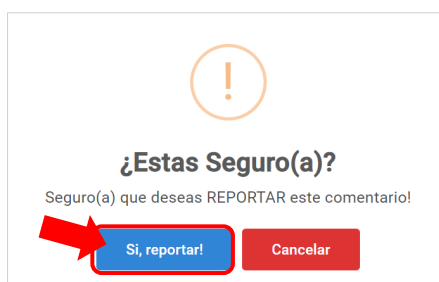 !
¿Estas Seguro(a)?
Seguro(a) que deseas REPORTAR este comentario!
Si, reportar!
Cancelar